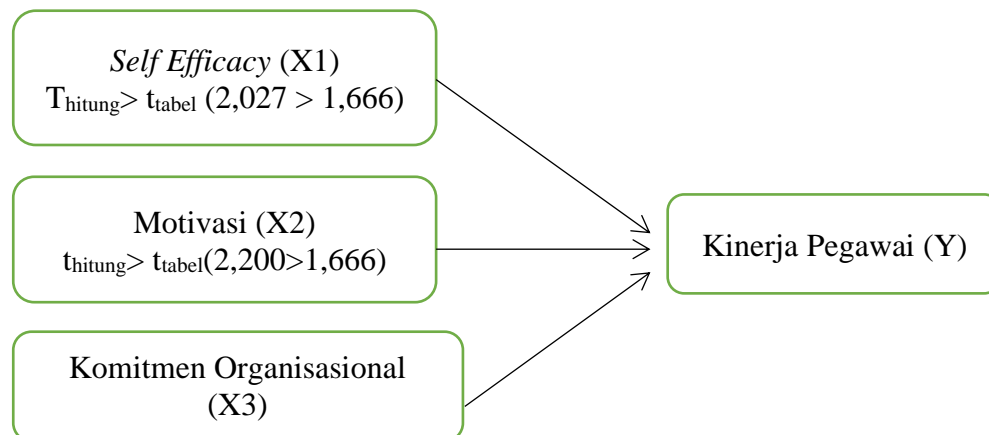 Self Efficacy (X1)
Thitung> ttabel (2,027 > 1,666)
Motivasi (X2)
thitung> ttabel(2,200>1,666)
Kinerja Pegawai (Y)
Komitmen Organisasional
(X3)